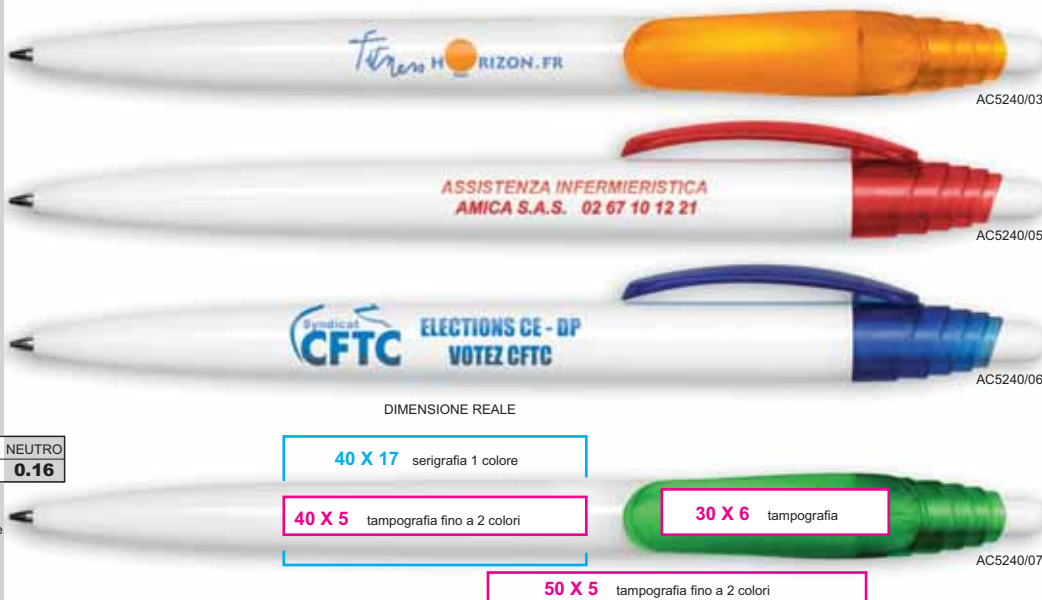 Fitness HORIZON.FR
AC5240/03
ASSISTENZA INFERMIERISTICA
AMICA S.A.S. 02 67 10 12 21
AC5240/05
Syndicat
CFTC
ELECTIONS CE - DP
VOTEZ CFTC
AC5240/06
DIMENSIONE REALE
NEUTRO
0.16
40 X 17 serigrafia 1 colore
40 X 5 tampografia fino a 2 colori
30 X 6 tampografia
e
AC5240/07
50 X 5 tampografia fino a 2 colori